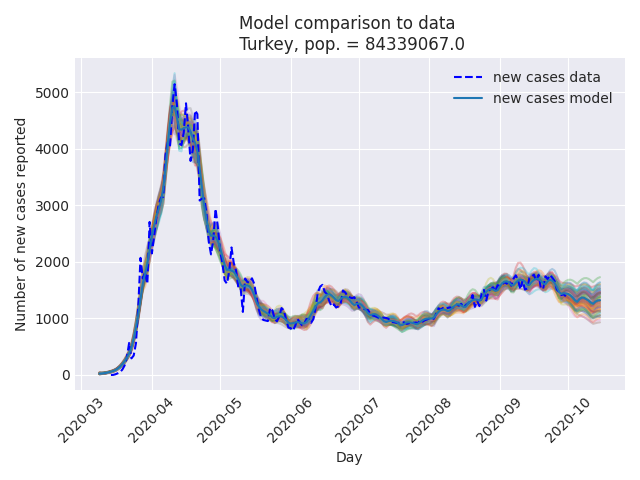 Model comparison to data
Turkey, pop. = 84339067.0
new cases data
new cases model
Number of new cases reported
5000
4000
3000
2000
1000
0
2020-03
2020-04
2020-05
2020-06
2020-07
2020-08
2020-09
2020-10
Day